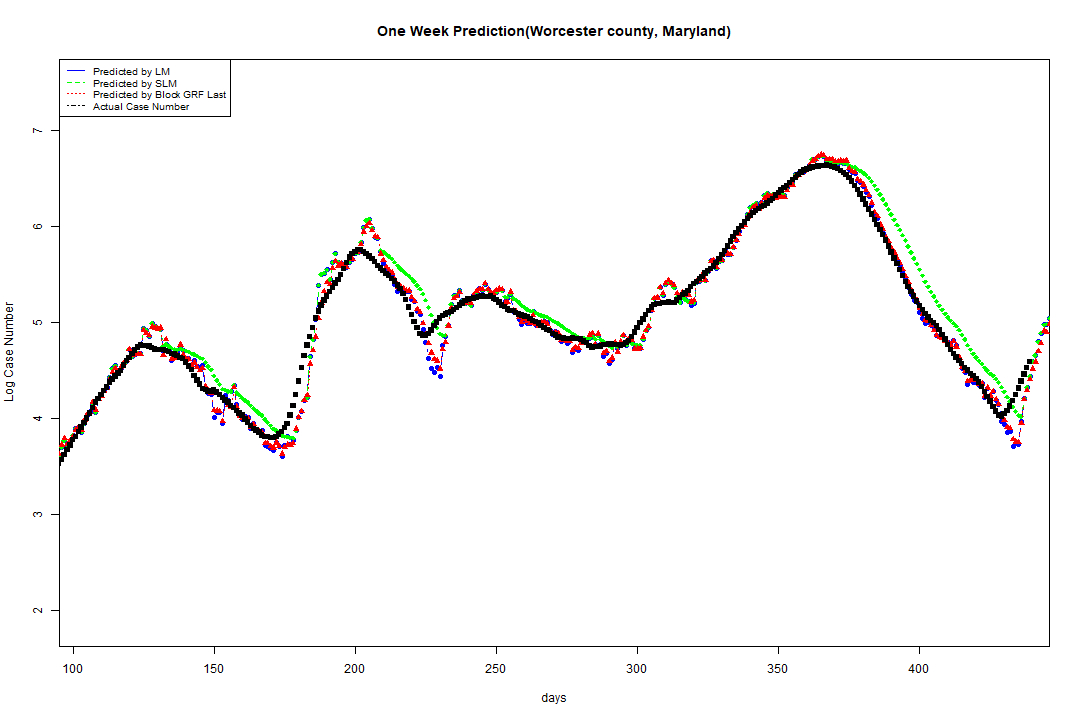 One Week Prediction(Worcester county, Maryland)
Predicted by LM
Predicted by SLM
Predicted by Block GRF Last
Actual Case Number
7
6
5
4
3
2
Log Case Number
100 150 200 250 300 350 400
days